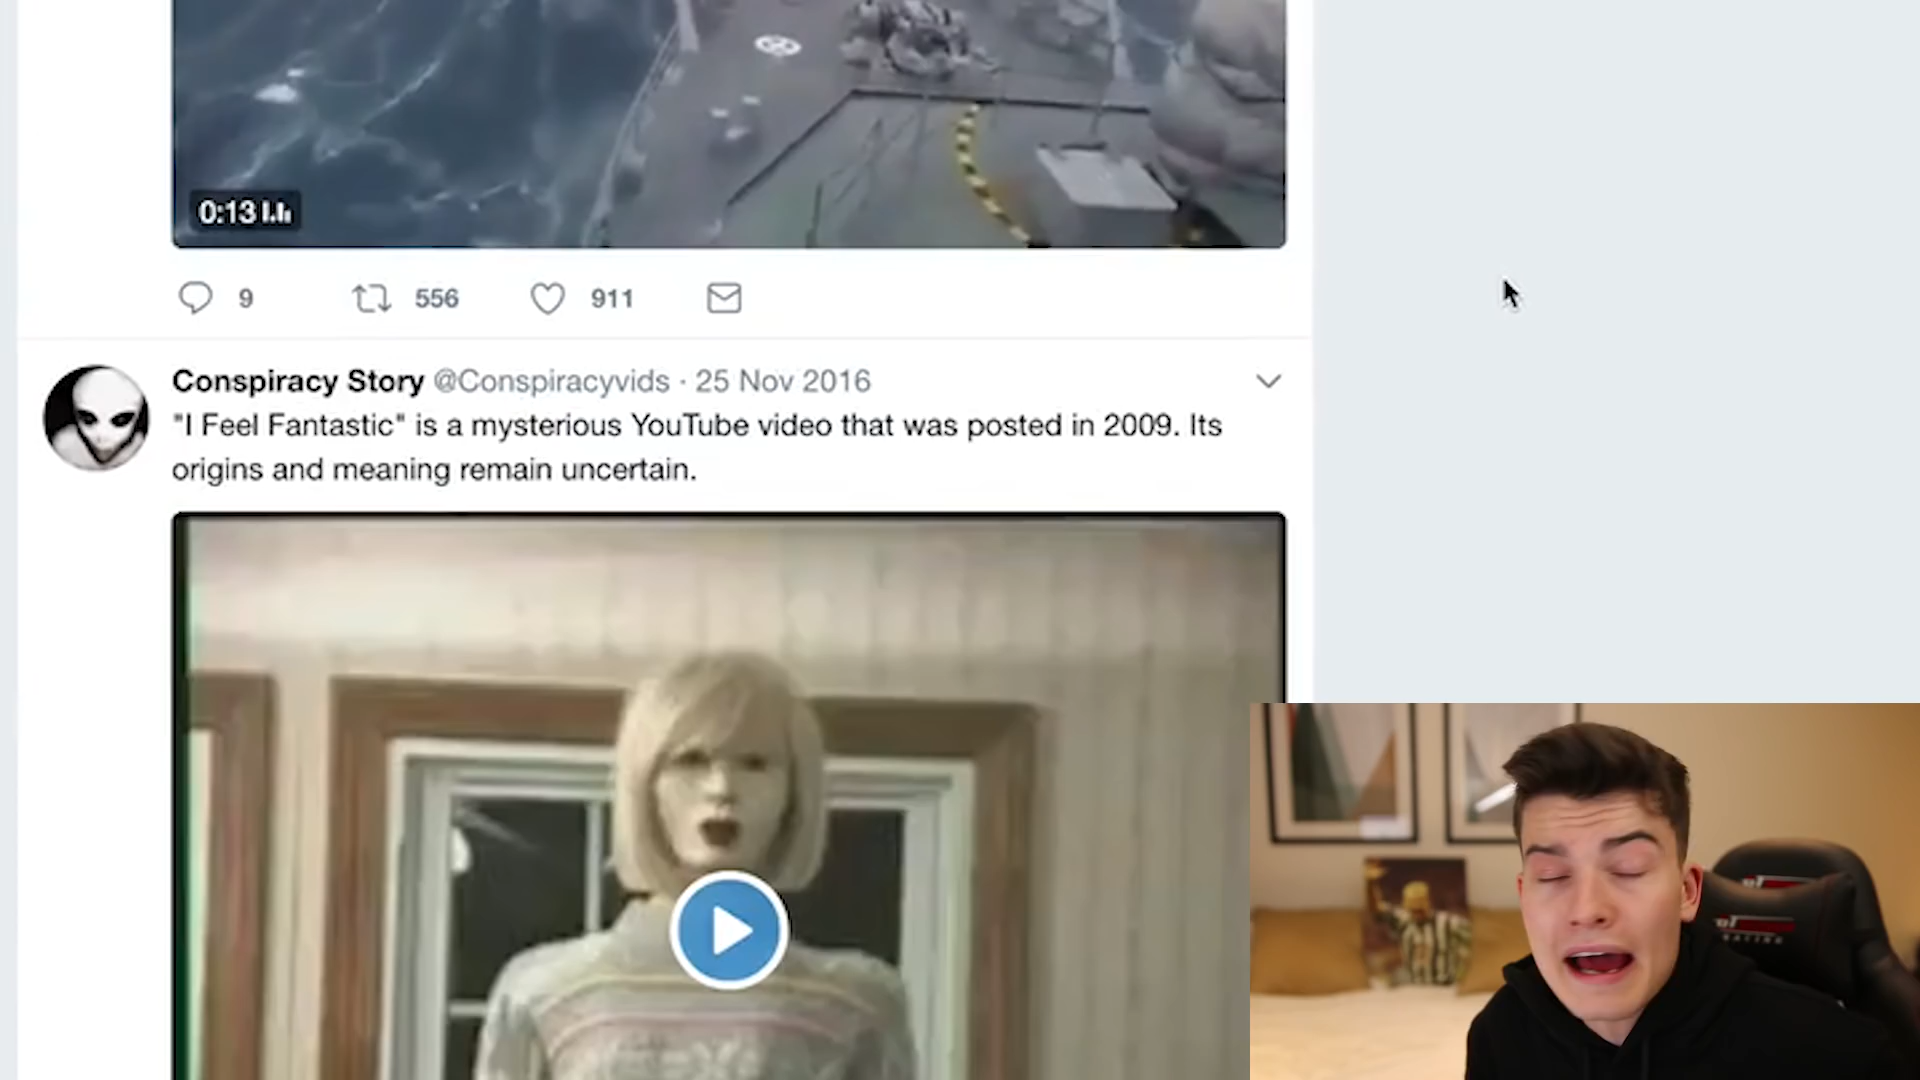 0:13
9 556 911
Conspiracy Story @Conspiracyvids · 25 Nov 2016
"I Feel Fantastic" is a mysterious YouTube video that was posted in 2009. Its
origins and meaning remain uncertain.